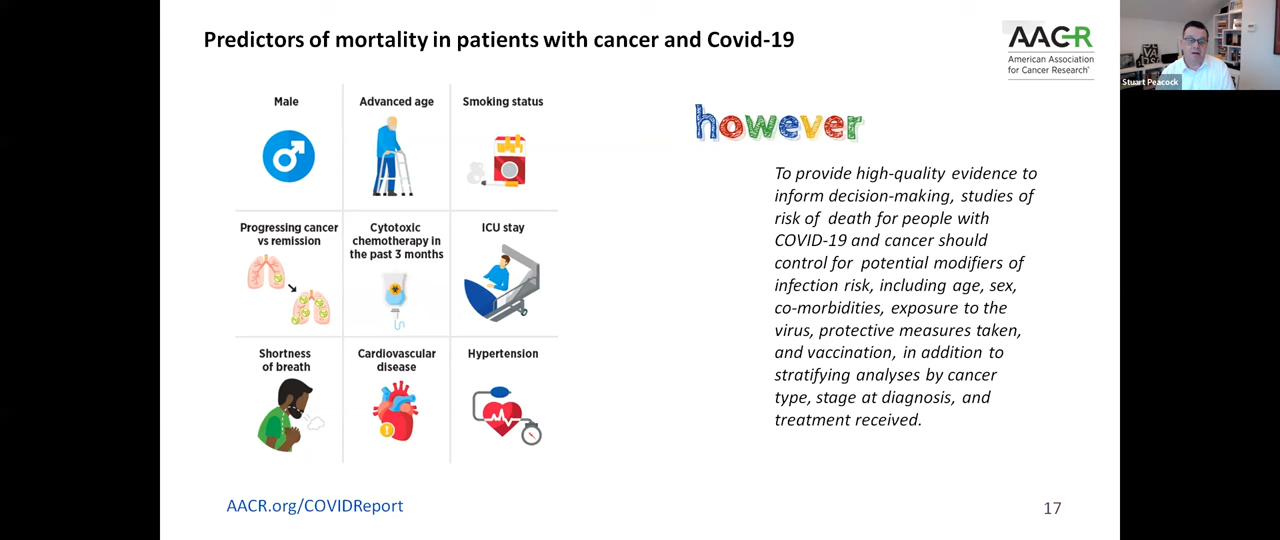 Predictors of mortality in patients with cancer and Covid-19
AACR
American Association
for Cancer Research
Stuart Peacock
Male
Advanced age
Smoking status
Progressing cancer
vs remission
Cytotoxic
chemotherapy in
the past 3 months
ICU stay
Shortness
of breath
Cardiovascular
disease
Hypertension
however
To provide high-quality evidence to
inform decision-making, studies of
risk of death for people with
COVID-19 and cancer should
control for potential modifiers of
infection risk, including age, sex,
co-morbidities, exposure to the
virus, protective measures taken,
and vaccination, in addition to
stratifying analyses by cancer
type, stage at diagnosis, and
treatment received.
AACR.org/COVIDReport
17